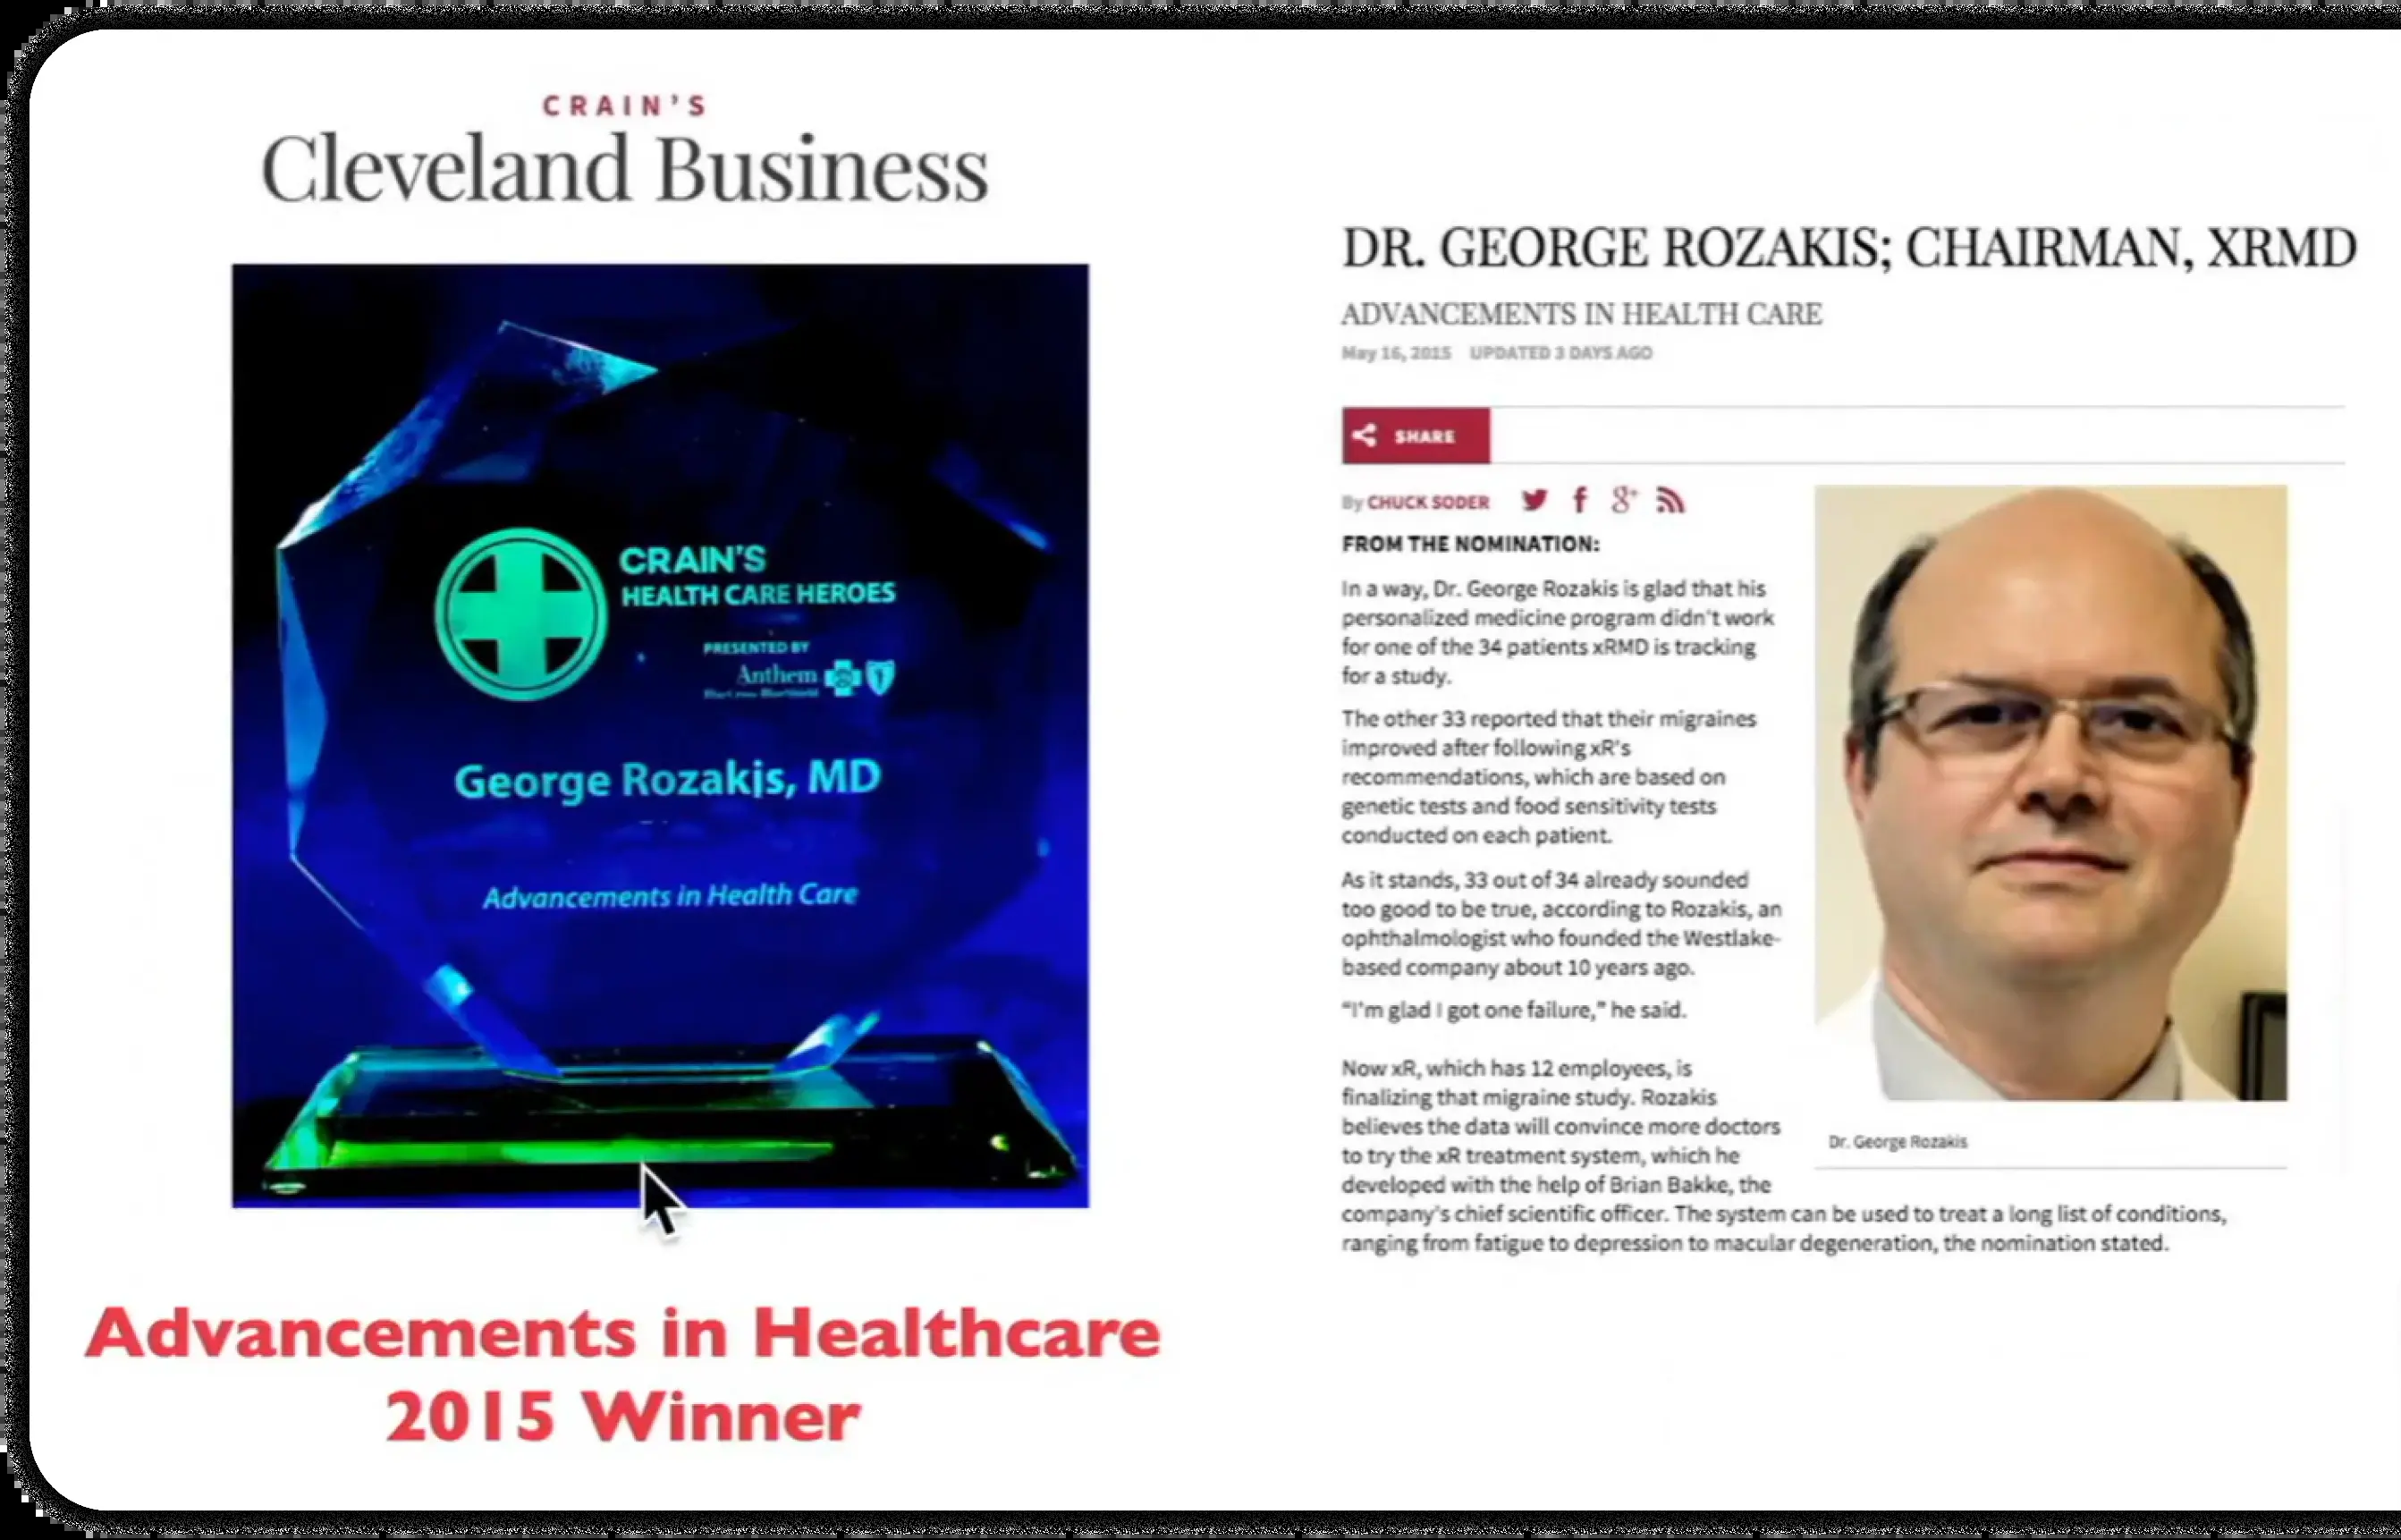 CRAIN'S
Cleveland Business
CRAIN'S
HEALTH CARE HEROES
PRESENTED BY
Anthem
George Rozakis, MD
Advancements in Health Care
Advancements in Healthcare
2015 Winner
DR. GEORGE ROZAKIS; CHAIRMAN, XRMD
ADVANCEMENTS IN HEALTH CARE
May 16, 2015 UPDATED 3 DAYS AGO
SHARE
By CHUCK SODER
FROM THE NOMINATION:
In a way, Dr. George Rozakis is glad that his
personalized medicine program didn't work
for one of the 34 patients xRMD is tracking
for a study.
The other 33 reported that their migraines
improved after following xR's
recommendations, which are based on
genetic tests and food sensitivity tests
conducted on each patient.
As it stands, 33 out of 34 already sounded
too good to be true, according to Rozakis, an
ophthalmologist who founded the Westlake-
based company about 10 years ago.
"I'm glad I got one failure," he said.
Now xR, which has 12 employees, is
finalizing that migraine study. Rozakis
believes the data will convince more doctors
to try the xR treatment system, which he
developed with the help of Brian Bakke, the
company's chief scientific officer. The system can be used to treat a long list of conditions,
ranging from fatigue to depression to macular degeneration, the nomination stated.
Dr. George Rozakis